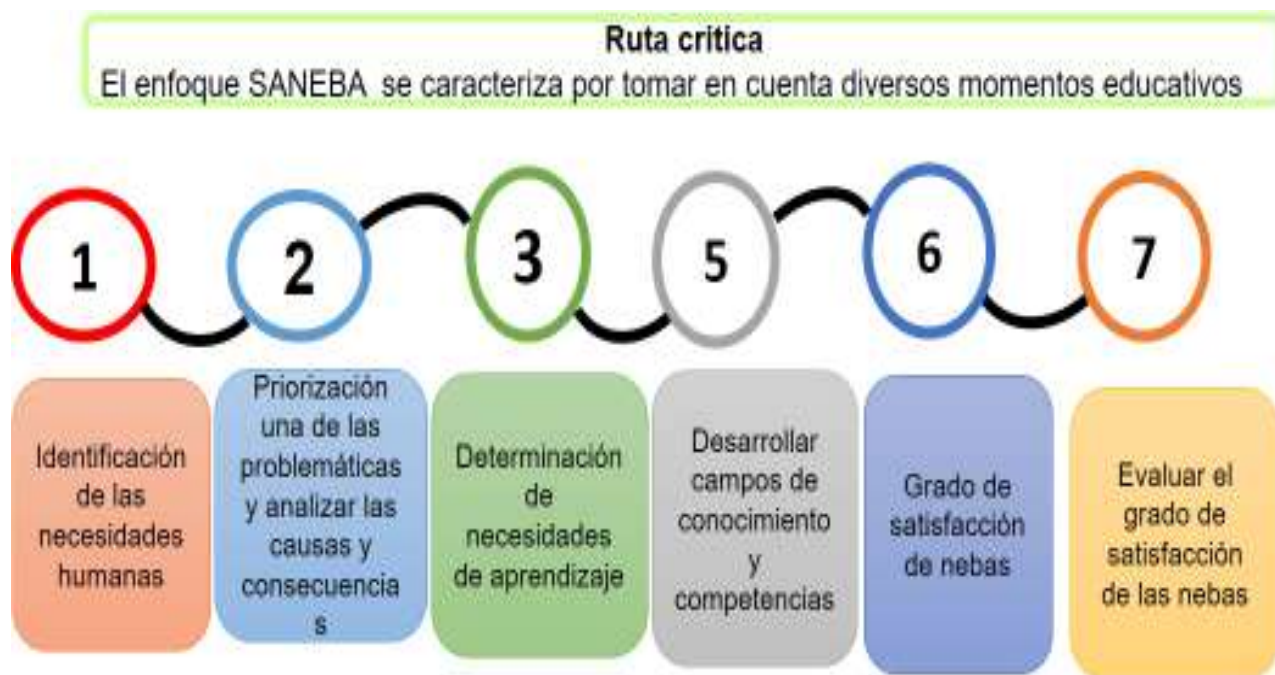 Ruta critica
El enfoque SANEBA se caracteriza por tomar en cuenta diversos momentos educativos
1
2
3
5
6
7
Identificación
de las
necesidades
humanas
Priorización
una de las
problemáticas
y analizar las
causas y
consecuencia
s
Determinación
de
necesidades
de aprendizaje
Desarrollar
campos de
conocimiento
y
competencias
Grado de
satisfacción
de nebas
Evaluar el
grado de
satisfacción
de las nebas